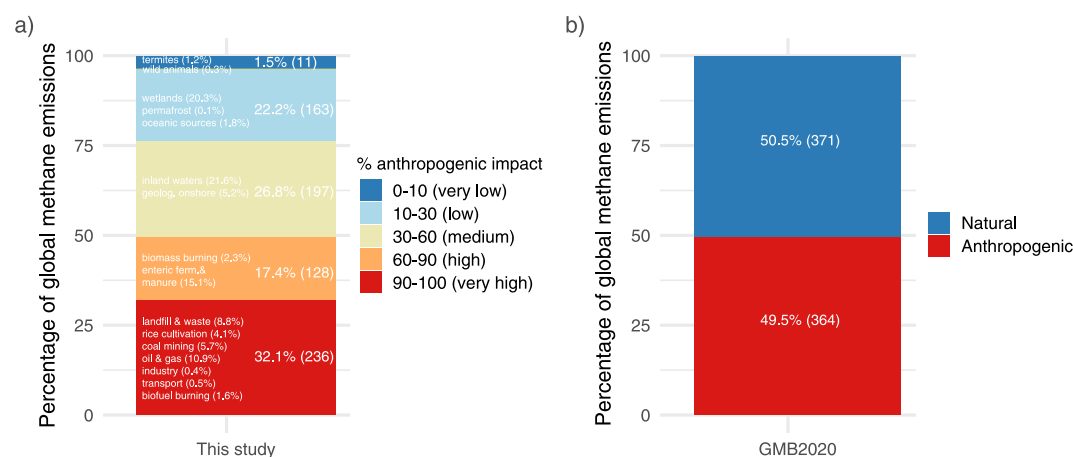 a)
Percentage of global methane emissions
100
75
50
25
0
termites (1.2%)
wild animals (0.3%)
1.5% (11)
wetlands (20.3%)
permafrost (0.1%)
oceanic sources (1.8%)
22.2% (163)
inland waters (21.6%)
geolog. onshore (5.2%)
26.8% (197)
biomass burning (2.3%)
enteric ferm.&
manure (15.1%)
17.4% (128)
landfill & waste (8.8%)
rice cultivation (4.1%)
coal mining (5.7%)
oil & gas (10.9%)
industry (0.4%)
transport (0.5%)
biofuel burning (1.6%)
32.1% (236)
This study
% anthropogenic impact
0-10 (very low)
10-30 (low)
30-60 (medium)
60-90 (high)
90-100 (very high)
b)
Percentage of global methane emissions
100
75
50
25
0
50.5% (371)
49.5% (364)
GMB2020
Natural
Anthropogenic